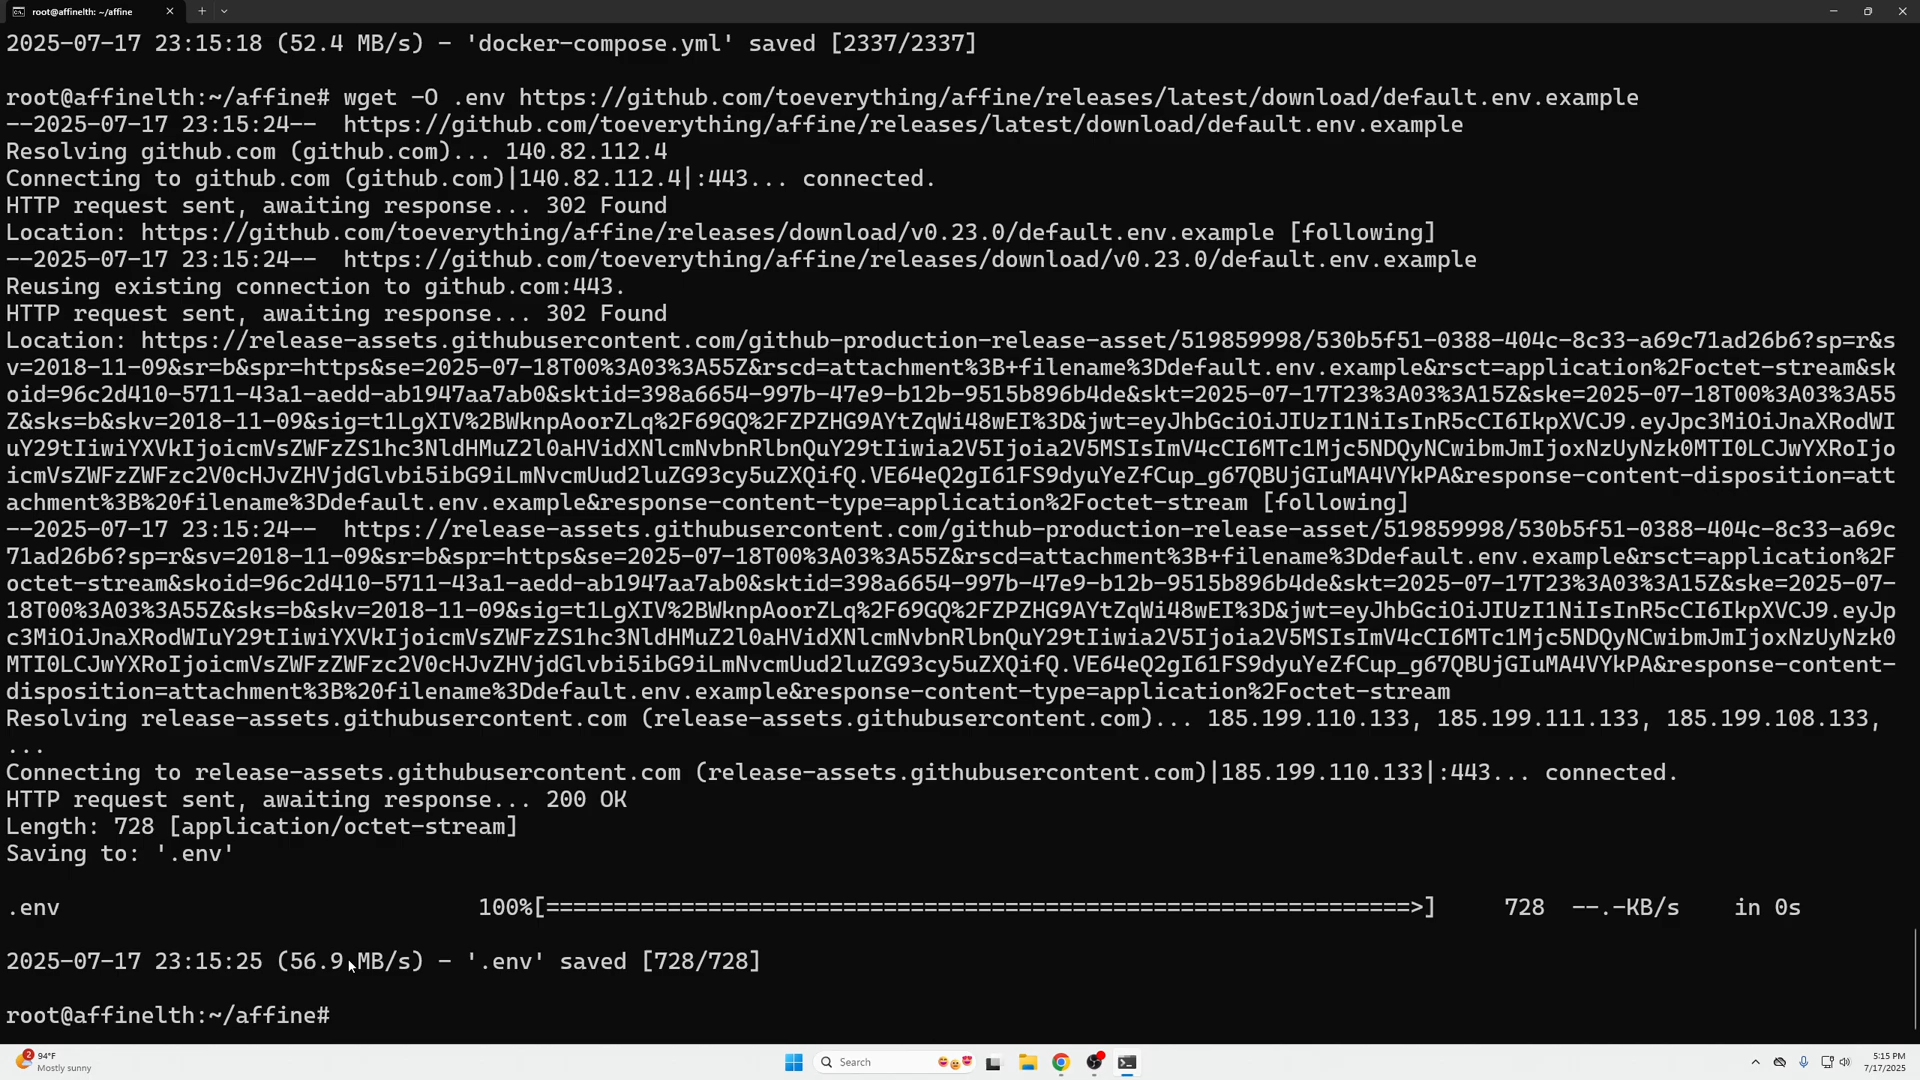 root@affinelth: ~/affine
2025-07-17 23:15:18 (52.4 MB/s) - 'docker-compose.yml' saved [2337/2337]
root@affinelth:~/affine# wget -O .env https://github.com/toeverything/affine/releases/latest/download/default.env.example
--2025-07-17 23:15:24-- https://github.com/toeverything/affine/releases/latest/download/default.env.example
Resolving github.com (github.com)... 140.82.112.4
Connecting to github.com (github.com)|140.82.112.4|:443... connected.
HTTP request sent, awaiting response... 302 Found
Location: https://github.com/toeverything/affine/releases/download/v0.23.0/default.env.example [following]
--2025-07-17 23:15:24-- https://github.com/toeverything/affine/releases/download/v0.23.0/default.env.example
Reusing existing connection to github.com:443.
HTTP request sent, awaiting response... 302 Found
Location: https://release-assets.githubusercontent.com/github-production-release-asset/519859998/530b5f51-0388-404c-8c33-a69c71ad26b6?sp=r&s
v=2018-11-09&sr=b&spr=https&se=2025-07-18T00%3A03%3A55Z&rscd=attachment%3B+filename%3Ddefault.env.example&rsct=application%2Foctet-stream&sk
oid=96c2d410-5711-43a1-aedd-ab1947aa7ab0&sktid=398a6654-997b-47e9-b12b-9515b896b4de&skt=2025-07-17T23%3A03%3A15Z&ske=2025-07-18T00%3A03%3A55
Z&sks=b&skv=2018-11-09&sig=t1LgXIV%2BWknpAoorZLq%2F69GQ%2FZPZHG9AYtZqWi48wEI%3D&jwt=eyJhbGciOiJIUzI1NiIsInR5cCI6IkpXVCJ9.eyJpc3MiOiJnaXRodWI
uY29tIiwiYXVkIjoicmVsZWFzZS1hc3NldHMuZ2l0aHVidXNlcmNvbnRlbnQuY29tIiwia2V5Ijoia2V5MSIsImV4cCI6MTc1Mjc5NDQyNCwibmJmIjoxNzUyNzk0MTI0LCJwYXRoIjo
icmVsZWFzZWFzc2V0cHJvZHVjdGlvbi5ibG9iLmNvcmUud2luZG93cy5uZXQifQ.VE64eQ2gI61FS9dyuYeZfCup_g67QBUjGIuMA4VYkPA&response-content-disposition=att
achment%3B%20filename%3Ddefault.env.example&response-content-type=application%2Foctet-stream [following]
--2025-07-17 23:15:24-- https://release-assets.githubusercontent.com/github-production-release-asset/519859998/530b5f51-0388-404c-8c33-a69c
71ad26b6?sp=r&sv=2018-11-09&sr=b&spr=https&se=2025-07-18T00%3A03%3A55Z&rscd=attachment%3B+filename%3Ddefault.env.example&rsct=application%2F
octet-stream&skoid=96c2d410-5711-43a1-aedd-ab1947aa7ab0&sktid=398a6654-997b-47e9-b12b-9515b896b4de&skt=2025-07-17T23%3A03%3A15Z&ske=2025-07-
18T00%3A03%3A55Z&sks=b&skv=2018-11-09&sig=t1LgXIV%2BWknpAoorZLq%2F69GQ%2FZPZHG9AYtZqWi48wEI%3D&jwt=eyJhbGciOiJIUzI1NiIsInR5cCI6IkpXVCJ9.eyJp
c3MiOiJnaXRodWIuY29tIiwiYXVkIjoicmVsZWFzZS1hc3NldHMuZ2l0aHVidXNlcmNvbnRlbnQuY29tIiwia2V5Ijoia2V5MSIsImV4cCI6MTc1Mjc5NDQyNCwibmJmIjoxNzUyNzk0
MTI0LCJwYXRoIjoicmVsZWFzZWFzc2V0cHJvZHVjdGlvbi5ibG9iLmNvcmUud2luZG93cy5uZXQifQ.VE64eQ2gI61FS9dyuYeZfCup_g67QBUjGIuMA4VYkPA&response-content-
disposition=attachment%3B%20filename%3Ddefault.env.example&response-content-type=application%2Foctet-stream
Resolving release-assets.githubusercontent.com (release-assets.githubusercontent.com)... 185.199.110.133, 185.199.111.133, 185.199.108.133,
...
Connecting to release-assets.githubusercontent.com (release-assets.githubusercontent.com)|185.199.110.133|:443... connected.
HTTP request sent, awaiting response... 200 OK
Length: 728 [application/octet-stream]
Saving to: '.env'
.env 100%[================================================================>] 728 --.-KB/s in 0s
2025-07-17 23:15:25 (56.9 MB/s) - '.env' saved [728/728]
root@affinelth:~/affine#
2
94°F
Mostly sunny
Search
5:15 PM
7/17/2025